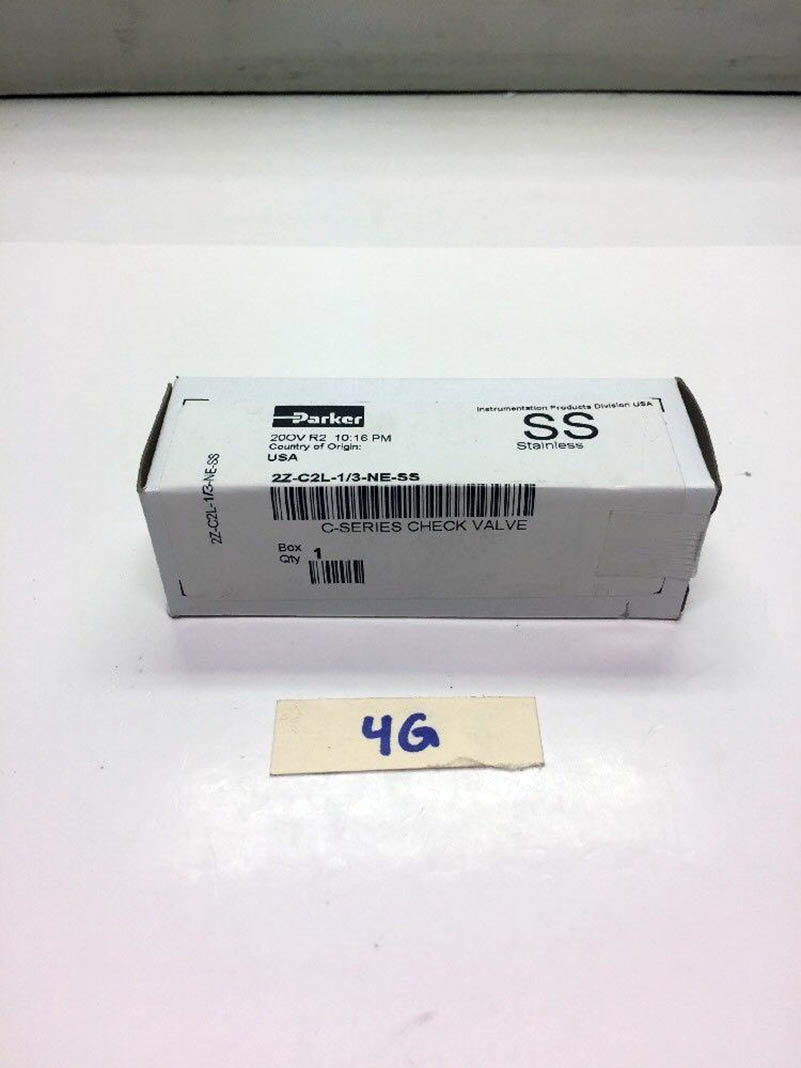 Parker
Instrumentation Products Division USA
20OV R2 10:16 PM
SS
Country of Origin:
Stainless
USA
2Z-C2L-1/3-NE-SS
2Z-C2L-1/3-NE-SS
C-SERIES CHECK VALVE
Box
Qty 1
4G